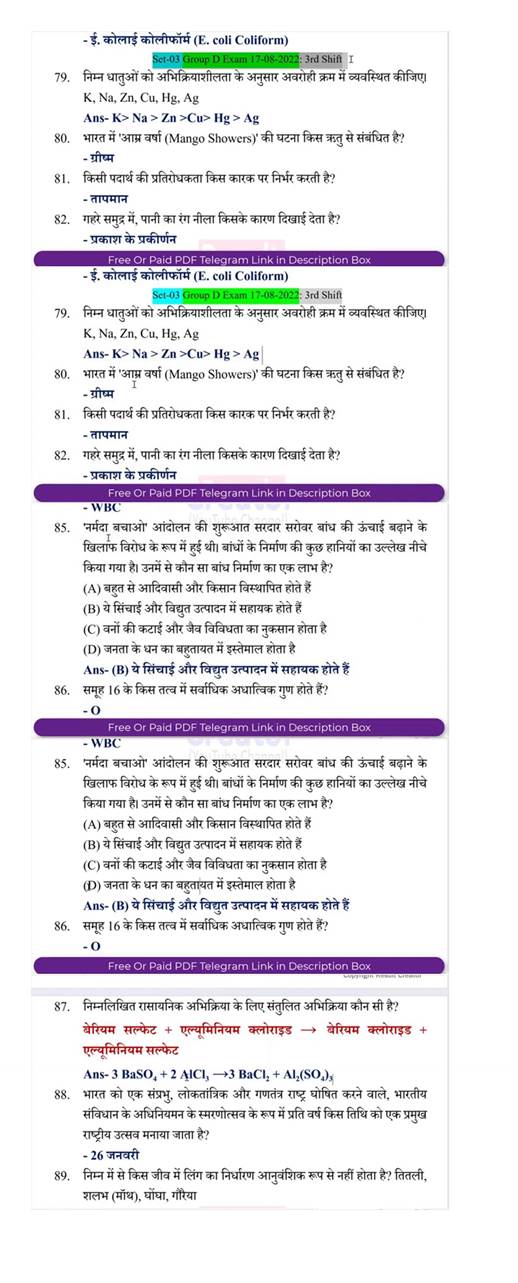 - ई. कोलाई कोलीफॉर्म (E. coli Coliform)
Set-03 Group D Exam 17-08-2022: 3rd Shift
79. निम्न धातुओं को अभिक्रियाशीलता के अनुसार अवरोही क्रम में व्यवस्थित कीजिए।
K, Na, Zn, Cu, Hg, Ag
Ans- K> Na > Zn >Cu> Hg > Ag
80. भारत में 'आम्र वर्षा (Mango Showers)' की घटना किस ऋतु से संबंधित है?
- ग्रीष्म
81. किसी पदार्थ की प्रतिरोधकता किस कारक पर निर्भर करती है?
- तापमान
82. गहरे समुद्र में, पानी का रंग नीला किसके कारण दिखाई देता है?
- प्रकाश के प्रकीर्णन
Free Or Paid PDF Telegram Link in Description Box
- ई. कोलाई कोलीफॉर्म (E. coli Coliform)
Set-03 Group D Exam 17-08-2022: 3rd Shift
79. निम्न धातुओं को अभिक्रियाशीलता के अनुसार अवरोही क्रम में व्यवस्थित कीजिए।
K, Na, Zn, Cu, Hg, Ag
Ans- K> Na > Zn >Cu> Hg > Ag
80. भारत में 'आम्र वर्षा (Mango Showers)' की घटना किस ऋतु से संबंधित है?
- ग्रीष्म
81. किसी पदार्थ की प्रतिरोधकता किस कारक पर निर्भर करती है?
- तापमान
82. गहरे समुद्र में, पानी का रंग नीला किसके कारण दिखाई देता है?
- प्रकाश के प्रकीर्णन
Free Or Paid PDF Telegram Link in Description Box
- WBC
85. 'नर्मदा बचाओ' आंदोलन की शुरूआत सरदार सरोवर बांध की ऊंचाई बढ़ाने के
खिलाफ विरोध के रूप में हुई थी। बांधों के निर्माण की कुछ हानियों का उल्लेख नीचे
किया गया है। उनमें से कौन सा बांध निर्माण का एक लाभ है?
(A) बहुत से आदिवासी और किसान विस्थापित होते हैं
(B) ये सिंचाई और विद्युत उत्पादन में सहायक होते हैं
(C) वनों की कटाई और जैव विविधता का नुकसान होता है
(D) जनता के धन का बहुतायत में इस्तेमाल होता है
Ans- (B) ये सिंचाई और विद्युत उत्पादन में सहायक होते हैं
86. समूह 16 के किस तत्व में सर्वाधिक अधात्विक गुण होते हैं?
- O
Free Or Paid PDF Telegram Link in Description Box
- WBC
85. 'नर्मदा बचाओ' आंदोलन की शुरूआत सरदार सरोवर बांध की ऊंचाई बढ़ाने के
खिलाफ विरोध के रूप में हुई थी। बांधों के निर्माण की कुछ हानियों का उल्लेख नीचे
किया गया है। उनमें से कौन सा बांध निर्माण का एक लाभ है?
(A) बहुत से आदिवासी और किसान विस्थापित होते हैं
(B) ये सिंचाई और विद्युत उत्पादन में सहायक होते हैं
(C) वनों की कटाई और जैव विविधता का नुकसान होता है
(D) जनता के धन का बहुतायत में इस्तेमाल होता है
Ans- (B) ये सिंचाई और विद्युत उत्पादन में सहायक होते हैं
86. समूह 16 के किस तत्व में सर्वाधिक अधात्विक गुण होते हैं?
- O
Free Or Paid PDF Telegram Link in Description Box
Copyright Result Creator
87. निम्नलिखित रासायनिक अभिक्रिया के लिए संतुलित अभिक्रिया कौन सी है?
बेरियम सल्फेट + एल्यूमिनियम क्लोराइड → बेरियम क्लोराइड +
एल्यूमिनियम सल्फेट
Ans- 3 BaSO₄ + 2 AlCl₃ →3 BaCl₂ + Al₂(SO₄)₃
88. भारत को एक संप्रभु, लोकतांत्रिक और गणतंत्र राष्ट्र घोषित करने वाले, भारतीय
संविधान के अधिनियमन के स्मरणोत्सव के रूप में प्रति वर्ष किस तिथि को एक प्रमुख
राष्ट्रीय उत्सव मनाया जाता है?
- 26 जनवरी
89. निम्न में से किस जीव में लिंग का निर्धारण आनुवंशिक रूप से नहीं होता है? तितली,
शलभ (मॉथ), घोंघा, गौरैया